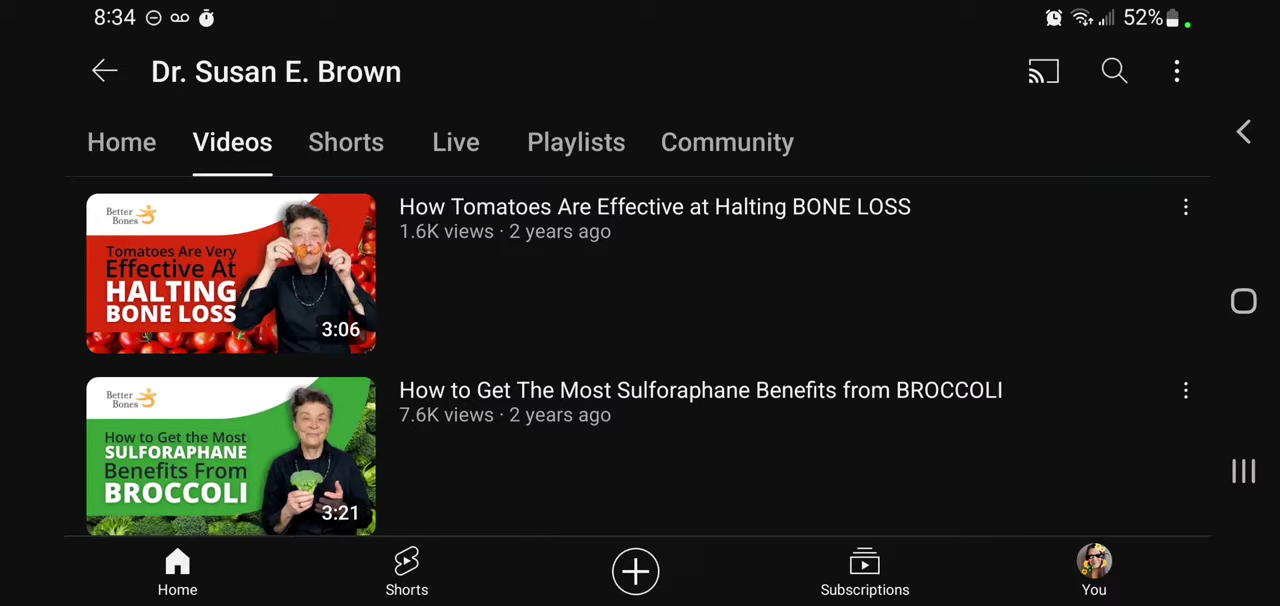 8:34
52%
Dr. Susan E. Brown
Home Videos Shorts Live Playlists Community
Better
Bones
Tomatoes Are Very
Effective At
HALTING
BONE LOSS
3:06
How Tomatoes Are Effective at Halting BONE LOSS
1.6K views · 2 years ago
Better
Bones
How to Get the Most
SULFORAPHANE
Benefits From
BROCCOLI
3:21
How to Get The Most Sulforaphane Benefits from BROCCOLI
7.6K views · 2 years ago
Home Shorts Subscriptions You